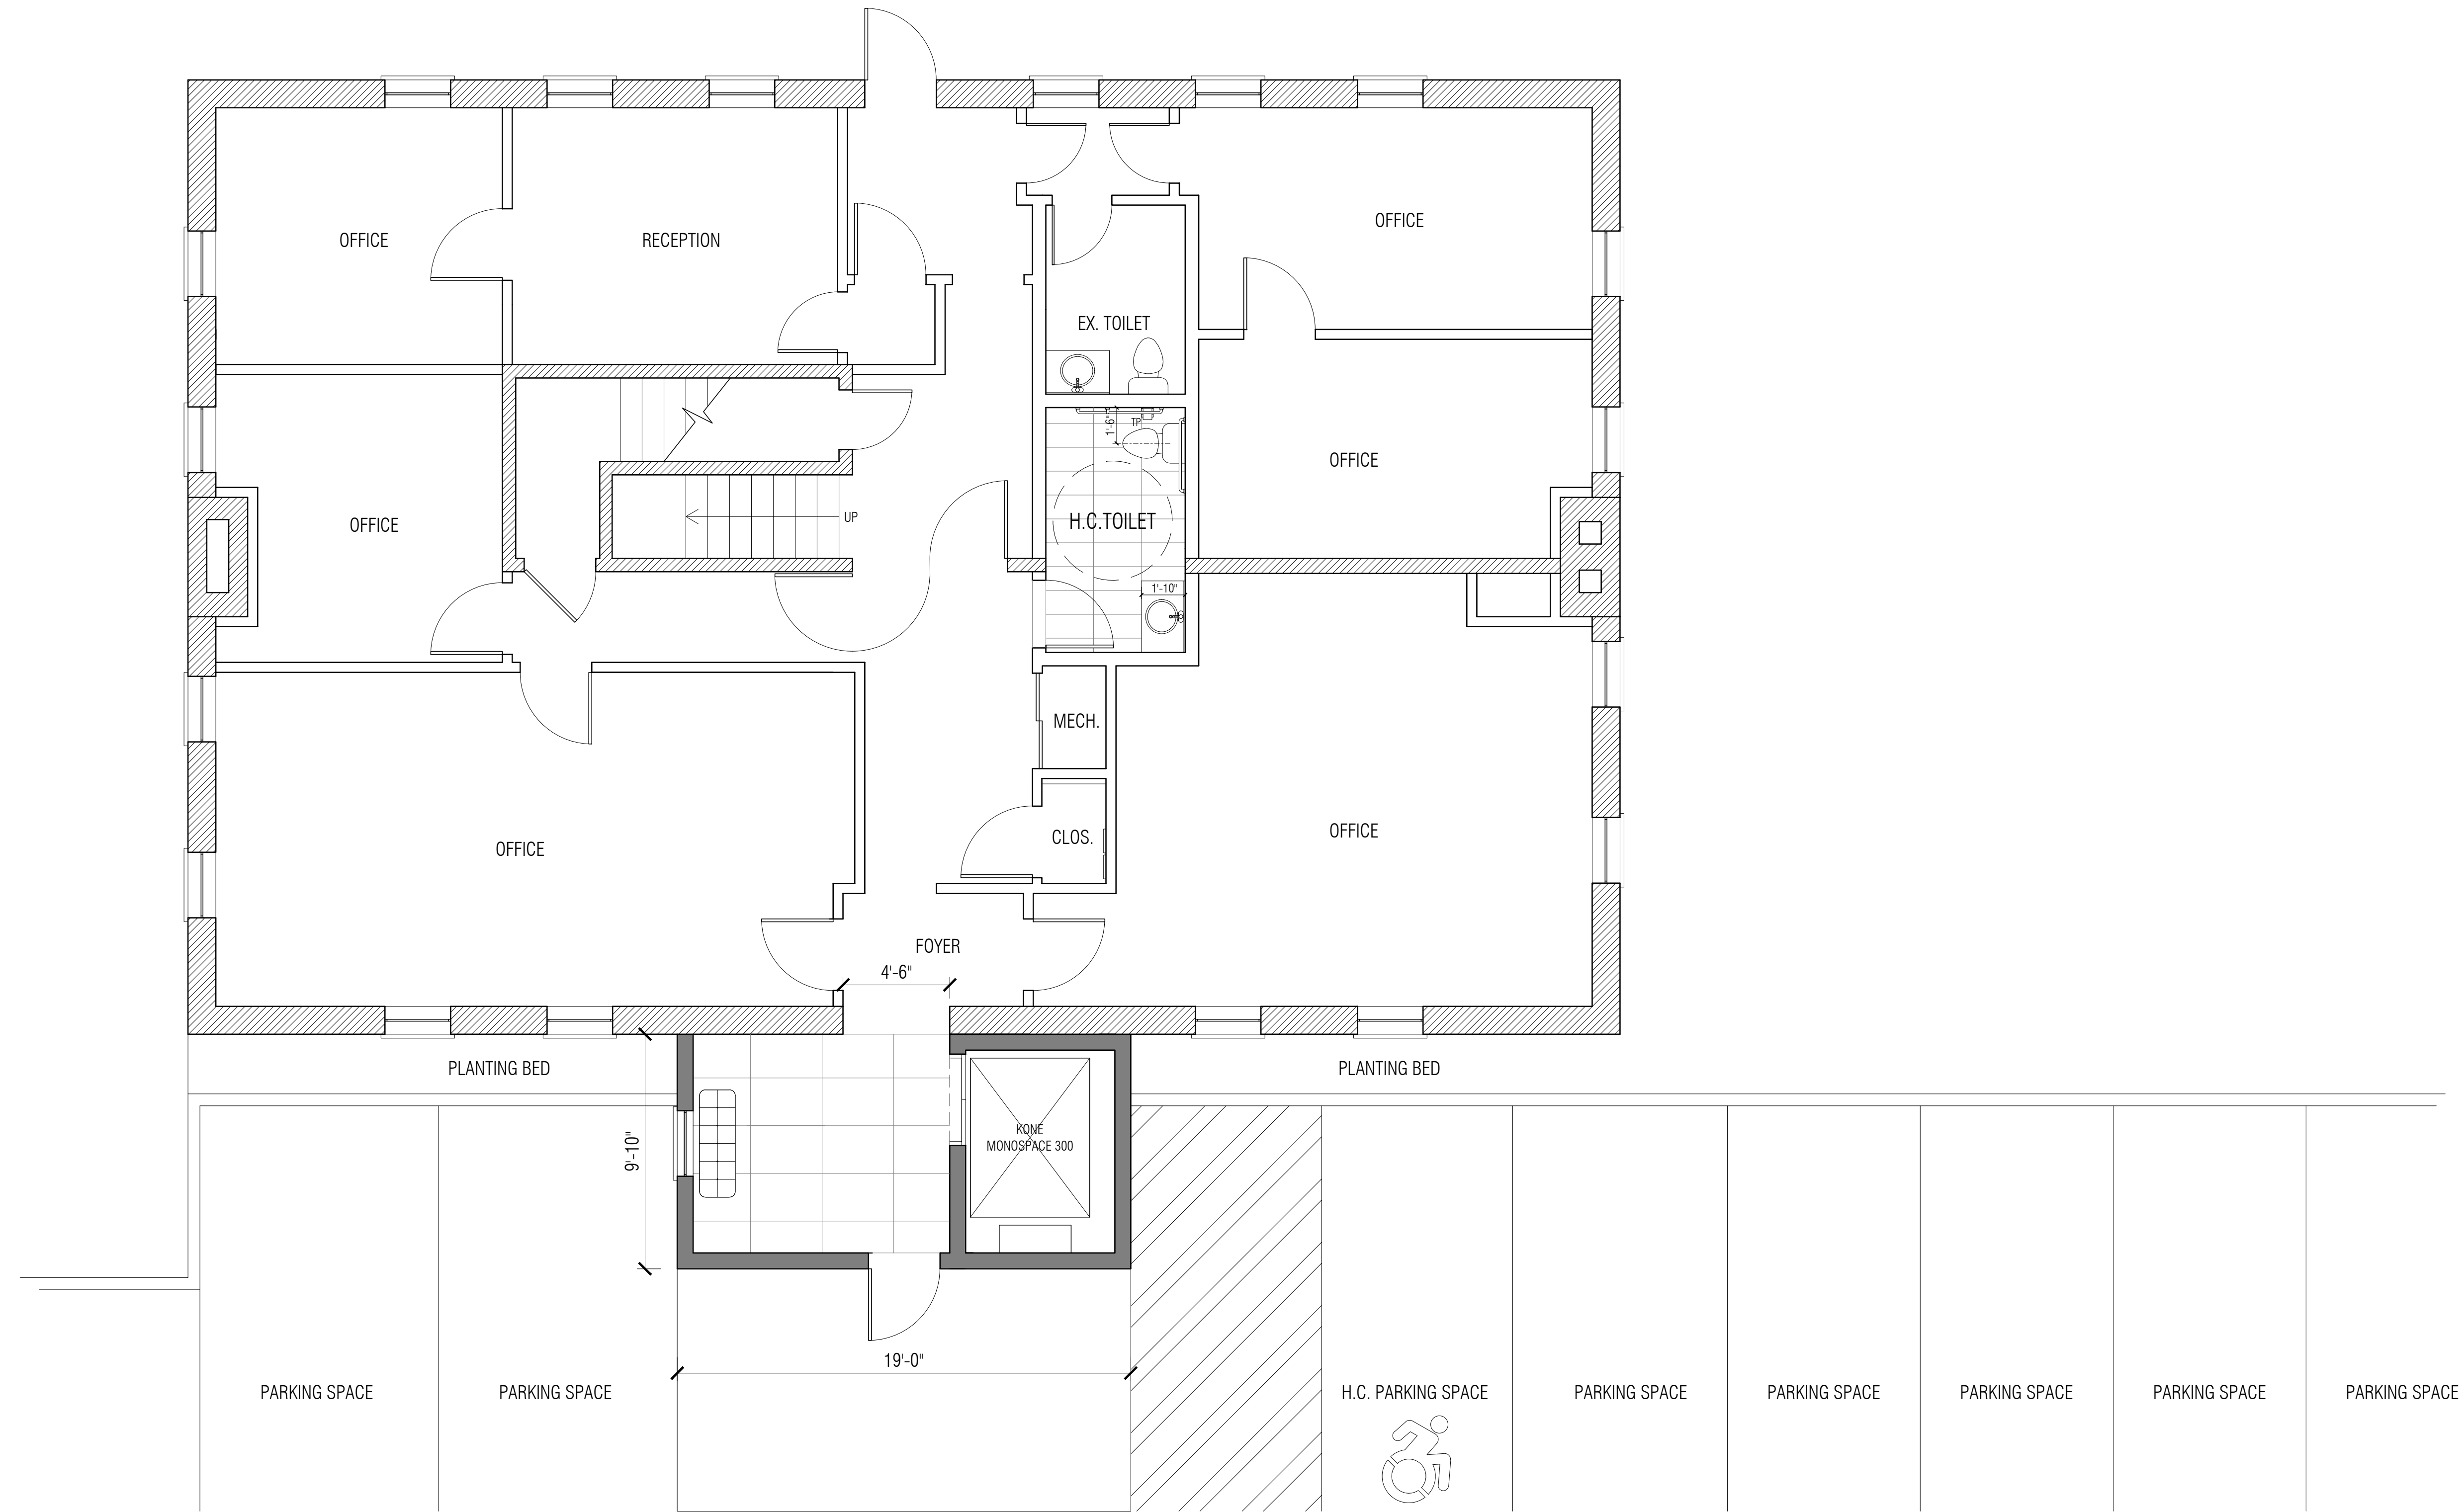 OFFICE
RECEPTION
OFFICE
EX. TOILET
1'-6"
TP
OFFICE
H.C.TOILET
OFFICE
UP
1'-10"
MECH.
CLOS.
OFFICE
OFFICE
FOYER
4'-6"
PLANTING BED
PLANTING BED
KONE
MONOSPACE 300
9'-10"
19'-0"
PARKING SPACE
PARKING SPACE
H.C. PARKING SPACE
PARKING SPACE
PARKING SPACE
PARKING SPACE
PARKING SPACE
PARKING SPACE